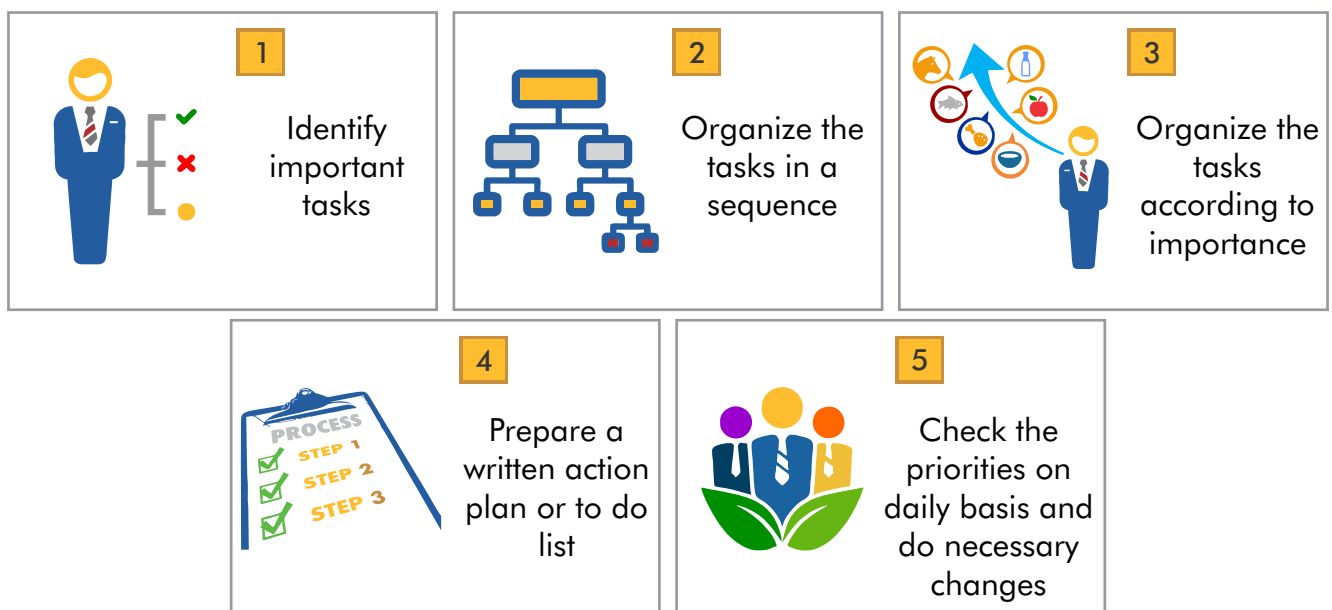 1
Identify
important
tasks
2
Organize the
tasks in a
sequence
3
Organize the
tasks
according to
importance
4
PROCESS
STEP 1
STEP 2
STEP 3
Prepare a
written action
plan or to do
list
5
Check the
priorities on
daily basis and
do necessary
changes